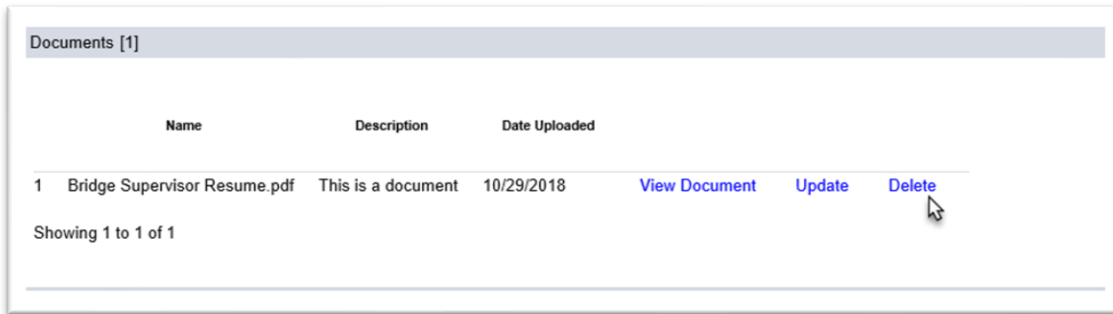 Documents [1]
Name Description Date Uploaded
1 Bridge Supervisor Resume.pdf This is a document 10/29/2018 View Document Update Delete
Showing 1 to 1 of 1